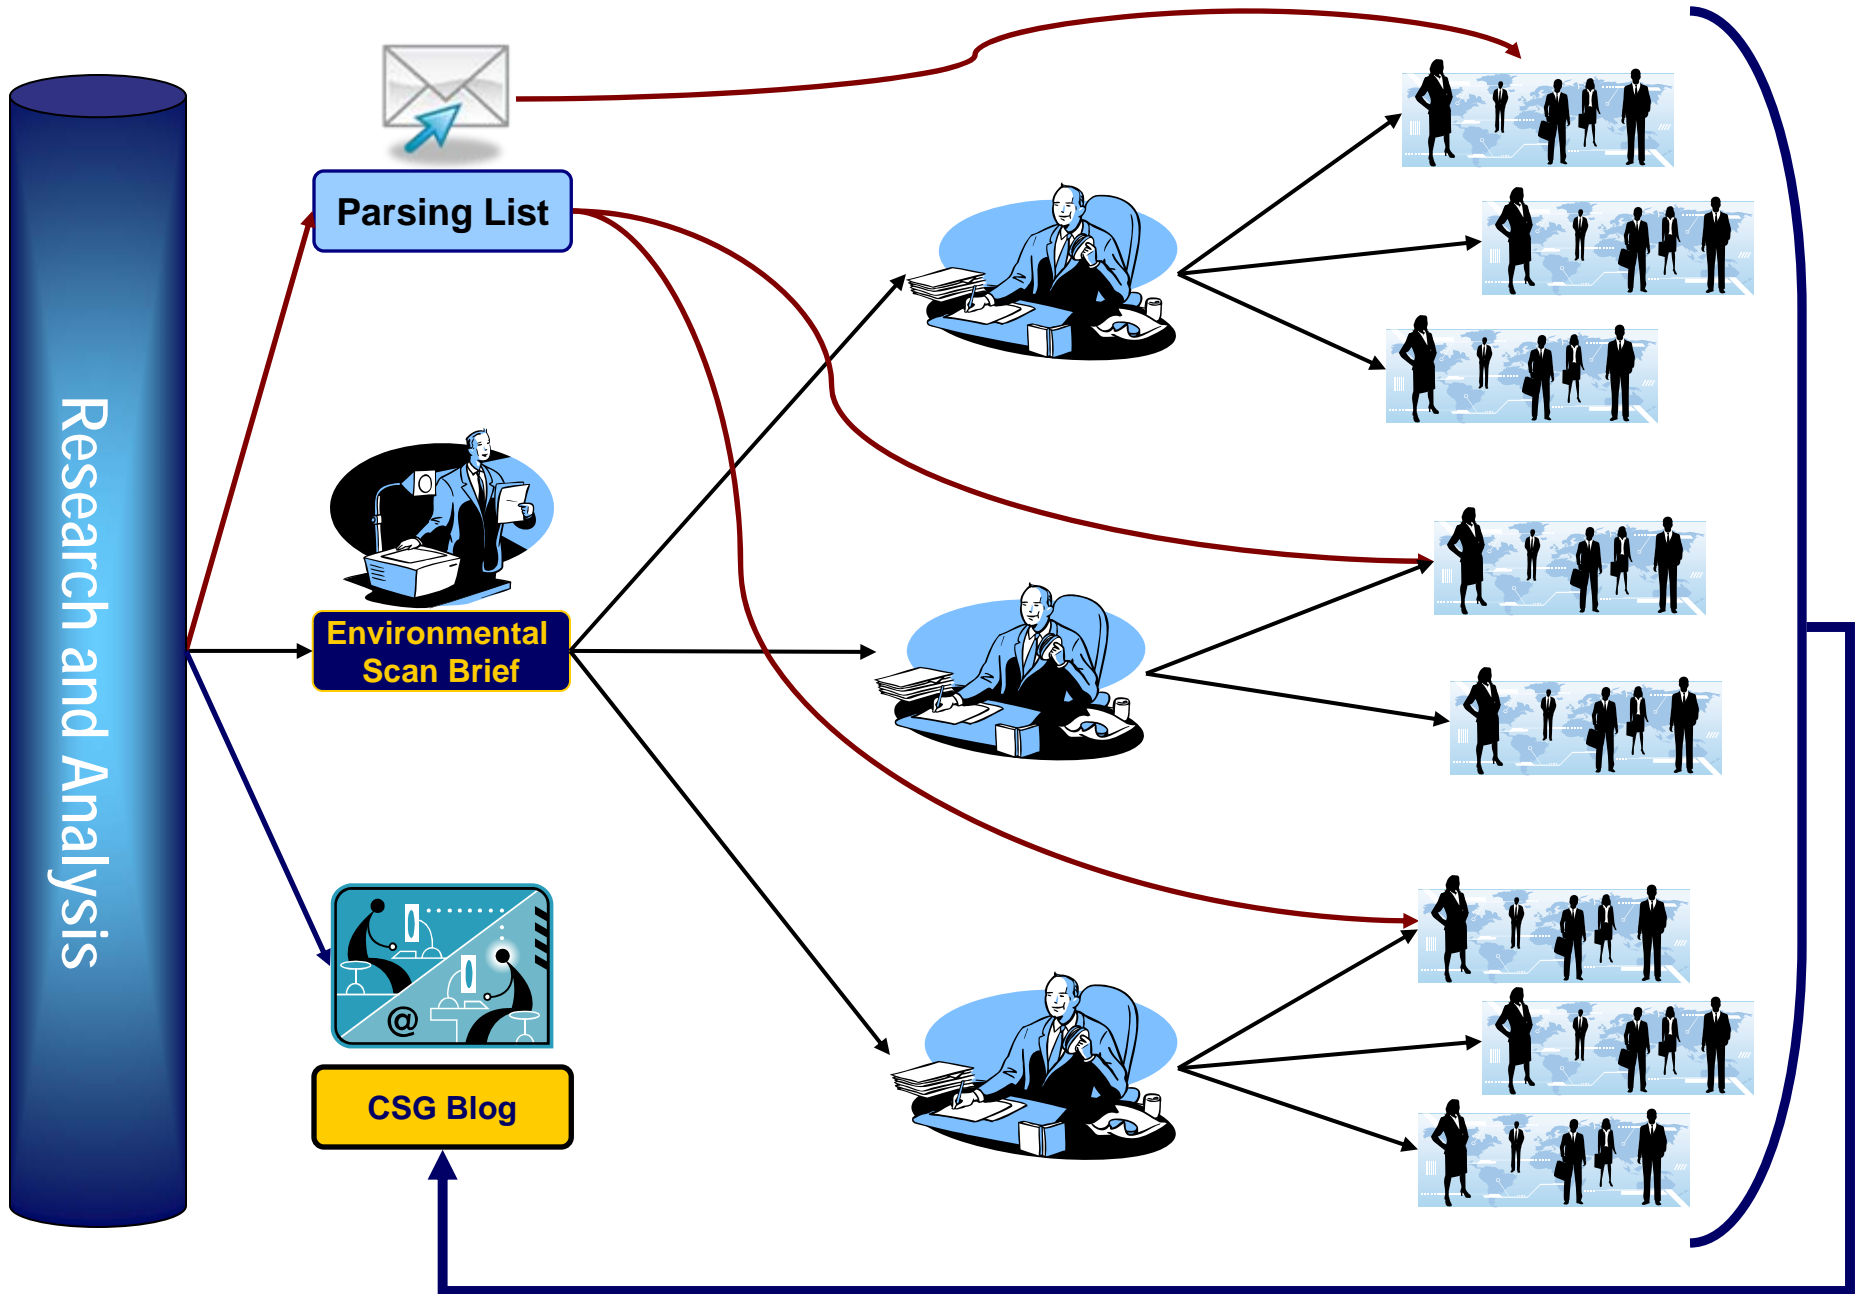 Research and Analysis
Parsing List
Environmental
Scan Brief
@
CSG Blog